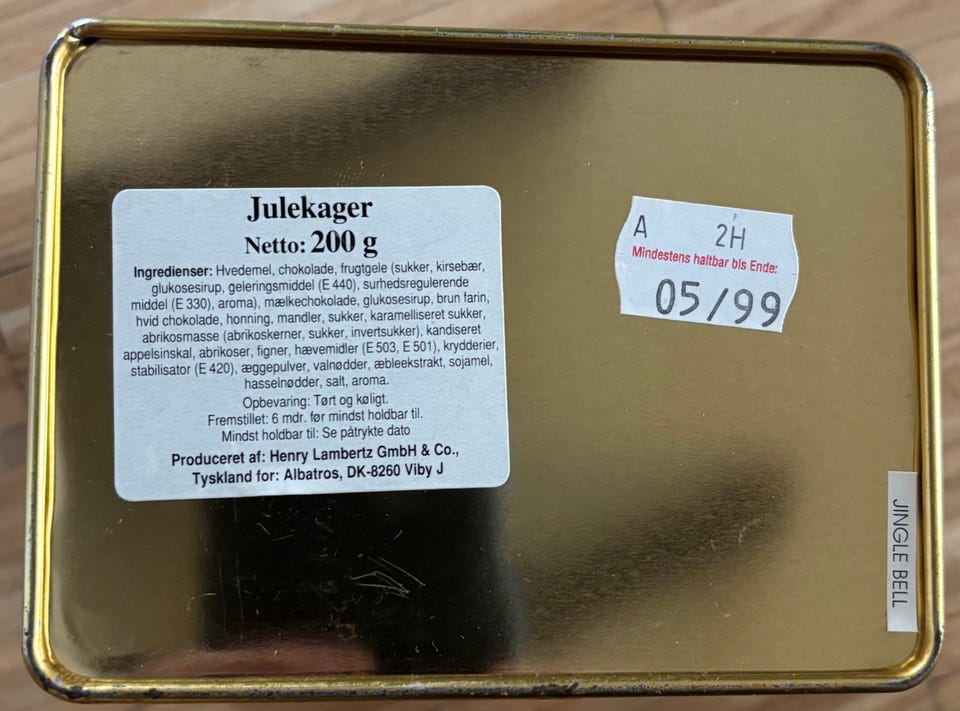 Julekager
Netto: 200 g
Ingredienser: Hvedemel, chokolade, frugtgele (sukker, kirsebær,
glukosesirup, geleringsmiddel (E 440), surhedsregulerende
middel (E 330), aroma), mælkechokolade, glukosesirup, brun farin,
hvid chokolade, honning, mandler, sukker, karamelliseret sukker,
abrikosmasse (abrikoskerner, sukker, invertsukker), kandiseret
appelsinskal, abrikoser, figner, hævemidler (E 503, E 501), krydderier,
stabilisator (E 420), æggepulver, valnødder, æbleekstrakt, sojamel,
hasselnødder, salt, aroma.
Opbevaring: Tørt og køligt.
Fremstillet: 6 mdr. før mindst holdbar til.
Mindst holdbar til: Se påtrykte dato
Produceret af: Henry Lambertz GmbH & Co.,
Tyskland for: Albatros, DK-8260 Viby J
A 2H
Mindestens haltbar bis Ende:
05/99
JINGLE BELL